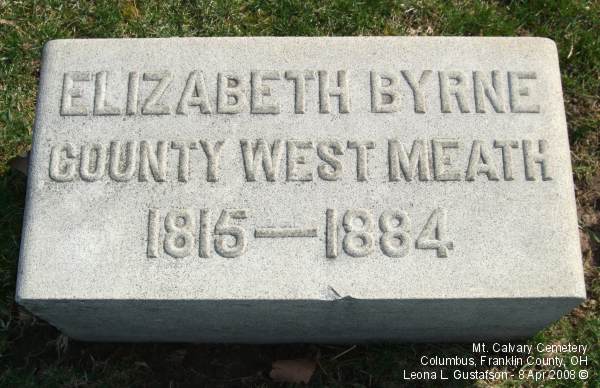 ELIZABETH BYRNE
COUNTY WEST MEATH
1815—1884
Mt. Calvary Cemetery
Columbus, Franklin County, OH
Leona L. Gustafson - 8 Apr 2008 ©